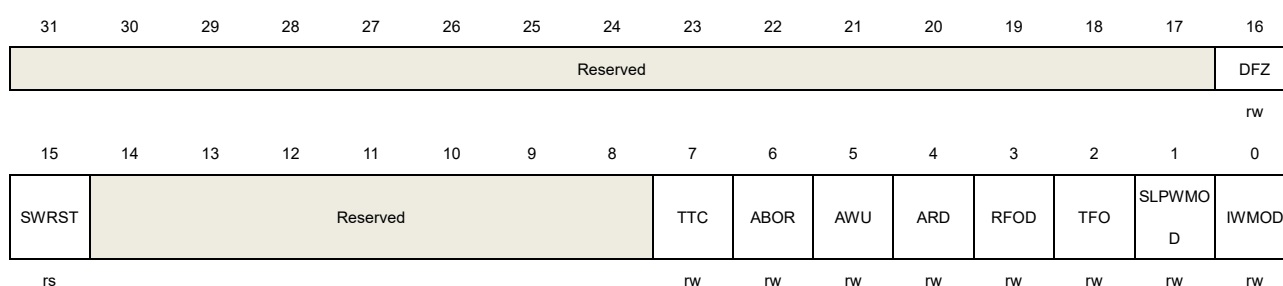 31 30 29 28 27 26 25 24 23 22 21 20 19 18 17 16
Reserved DFZ
rw
15 14 13 12 11 10 9 8 7 6 5 4 3 2 1 0
SWRST Reserved TTC ABOR AWU ARD RFOD TFO SLPWMO IWMOD
D
rs rw rw rw rw rw rw rw rw